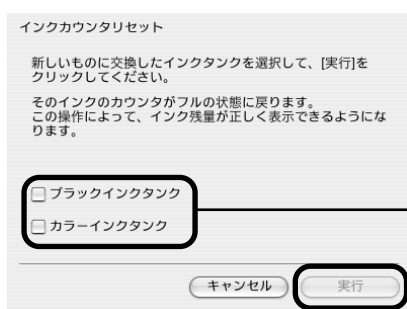 インクカウンタリセット
新しいものに交換したインクタンクを選択して、[実行]を
クリックしてください。
そのインクのカウンタがフルの状態に戻ります。
この操作によって、インク残量が正しく表示できるようにな
ります。
ブラックインクタンク
カラーインクタンク
キャンセル 実行